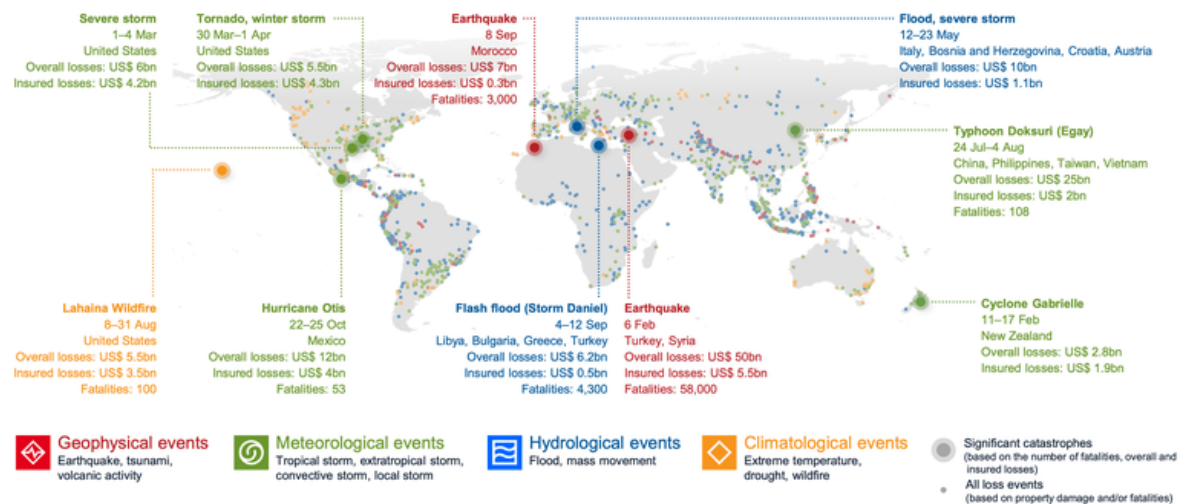 Severe storm
1–4 Mar
United States
Overall losses: US$ 6bn
Insured losses: US$ 4.2bn
Tornado, winter storm
30 Mar–1 Apr
United States
Overall losses: US$ 5.5bn
Insured losses: US$ 4.3bn
Earthquake
8 Sep
Morocco
Overall losses: US$ 7bn
Insured losses: US$ 0.3bn
Fatalities: 3,000
Flood, severe storm
12–23 May
Italy, Bosnia and Herzegovina, Croatia, Austria
Overall losses: US$ 10bn
Insured losses: US$ 1.1bn
Typhoon Doksuri (Egay)
24 Jul–4 Aug
China, Philippines, Taiwan, Vietnam
Overall losses: US$ 25bn
Insured losses: US$ 2bn
Fatalities: 108
Lahaina Wildfire
8–31 Aug
United States
Overall losses: US$ 5.5bn
Insured losses: US$ 3.5bn
Fatalities: 100
Hurricane Otis
22–25 Oct
Mexico
Overall losses: US$ 12bn
Insured losses: US$ 4bn
Fatalities: 53
Flash flood (Storm Daniel)
4–12 Sep
Libya, Bulgaria, Greece, Turkey
Overall losses: US$ 6.2bn
Insured losses: US$ 0.5bn
Fatalities: 4,300
Earthquake
6 Feb
Turkey, Syria
Overall losses: US$ 50bn
Insured losses: US$ 5.5bn
Fatalities: 58,000
Cyclone Gabrielle
11–17 Feb
New Zealand
Overall losses: US$ 2.8bn
Insured losses: US$ 1.9bn
Geophysical events
Earthquake, tsunami,
volcanic activity
Meteorological events
Tropical storm, extratropical storm,
convective storm, local storm
Hydrological events
Flood, mass movement
Climatological events
Extreme temperature,
drought, wildfire
Significant catastrophes
(based on the number of fatalities, overall and
insured losses)
All loss events
(based on property damage and/or fatalities)